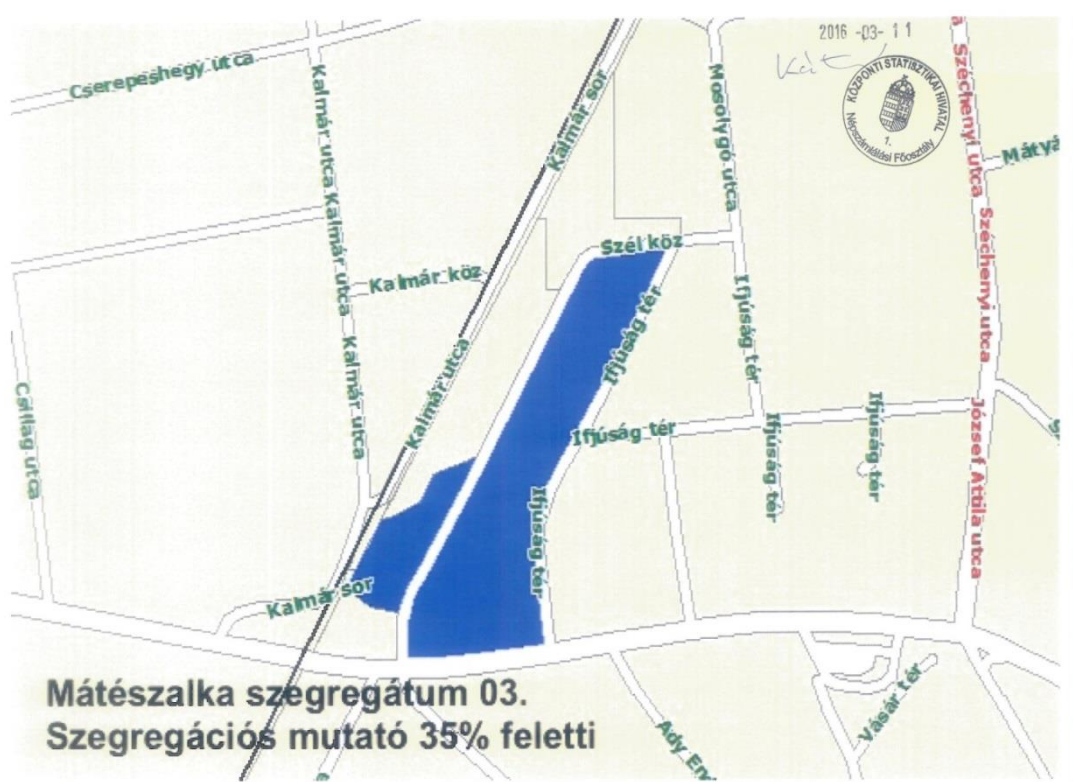 2016 -03- 11
KÖZPONTI STATISZTIKAI HIVATAL
1.
Népszámlálási Főosztály
Cserepeshegy utca
Kalmár utca
Kalmár utca
Kalmár utca
Kalmár sor
Mosolygó utca
Széchenyi utca
Széchenyi utca
Mátyá
Szél köz
Kalmár köz
Ifjúság tér
Ifjúság tér
Kalmár utca
Csillag utca
Ifjúság tér
Ifjúság tér
Ifjúság tér
József Attila utca
Ifjúság tér
Kalmár sor
Vásár tér
Ady En
Mátészalka szegregátum 03.
Szegregációs mutató 35% feletti